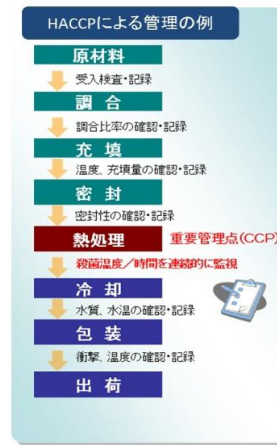 HACCPによる管理の例
原材料
受入検査・記録
調合
調合比率の確認・記録
充填
温度、充填量の確認・記録
密封
密封性の確認・記録
熱処理 重要管理点(CCP)
殺菌温度／時間を連続的に監視
冷却
水質、水温の確認・記録
包装
衝撃、温度の確認・記録
出荷